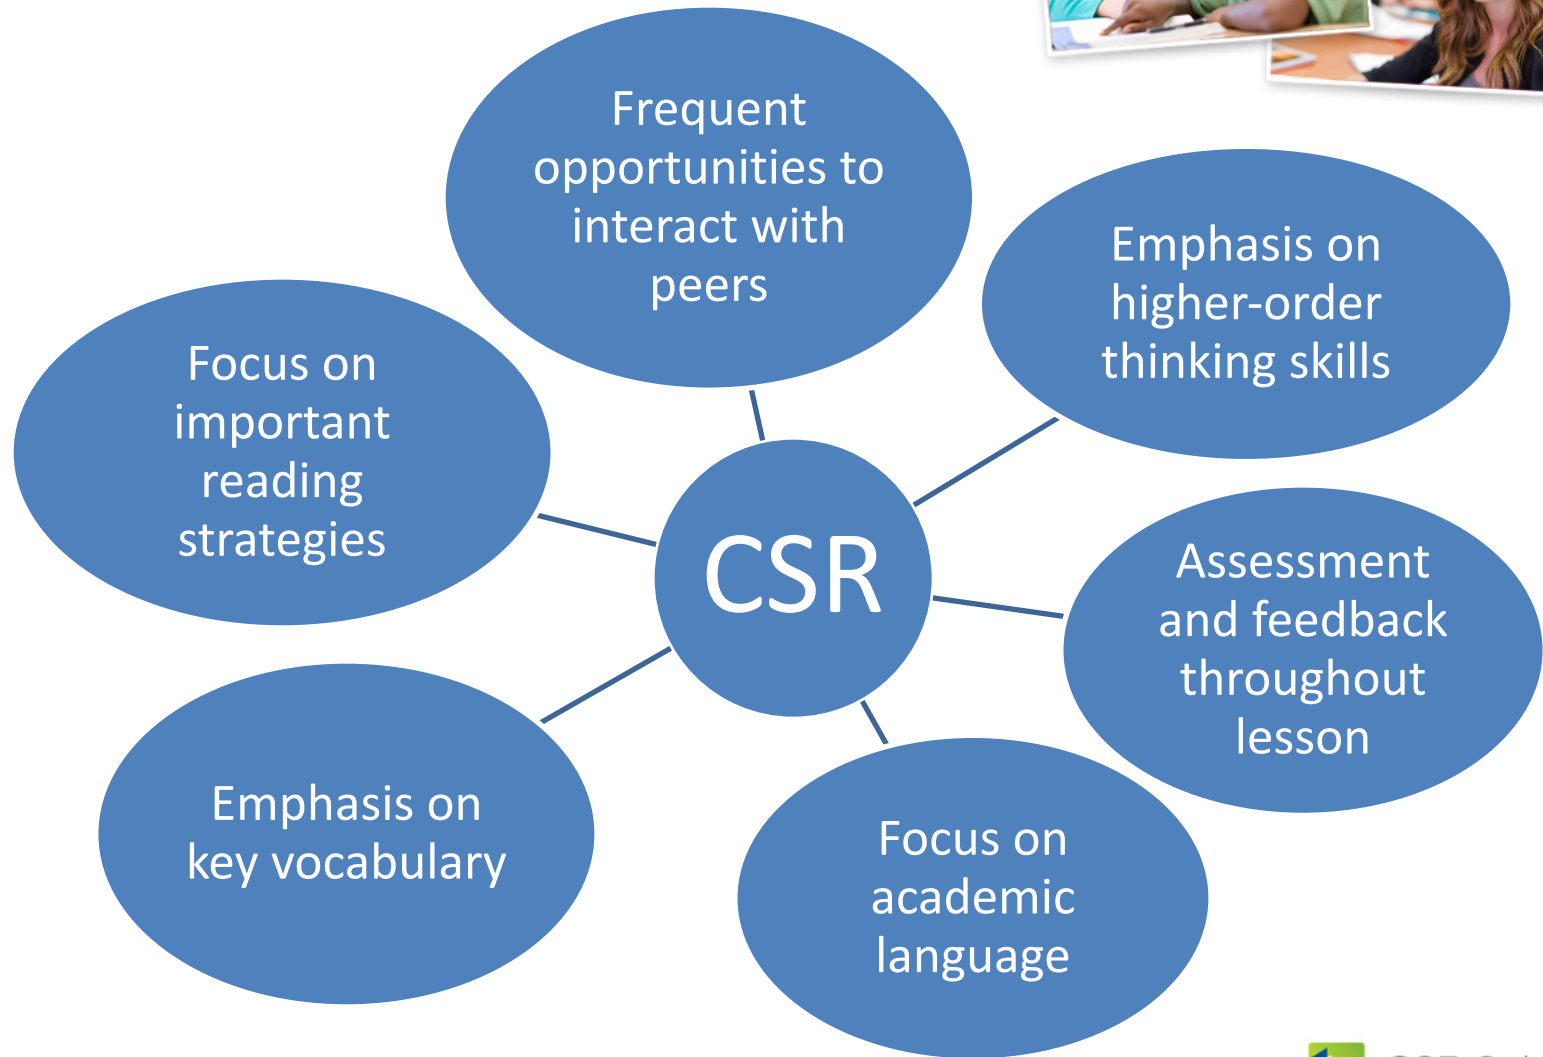 Frequent
opportunities to
interact with
peers
Emphasis on
higher-order
thinking skills
Focus on
important
reading
strategies
CSR
Assessment
and feedback
throughout
lesson
Emphasis on
key vocabulary
Focus on
academic
language